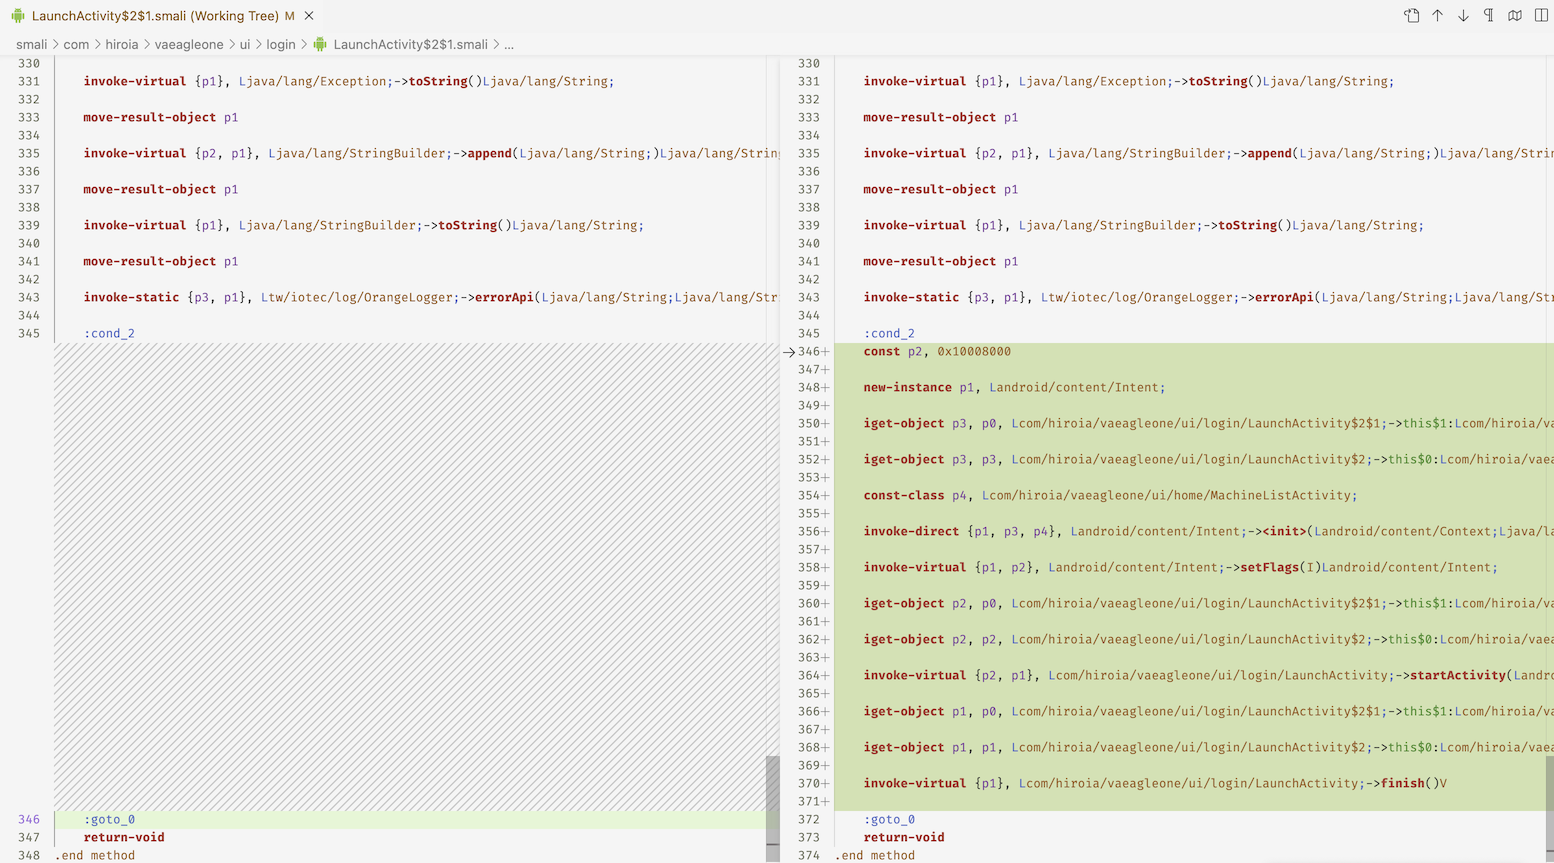 LaunchActivity$2$1.smali (Working Tree) M
smali > com > hiroia > vaeagleone > ui > login > LaunchActivity$2$1.smali > ...
330
331 invoke-virtual {p1}, Ljava/lang/Exception;->toString()Ljava/lang/String;
332
333 move-result-object p1
334
335 invoke-virtual {p2, p1}, Ljava/lang/StringBuilder;->append(Ljava/lang/String;)Ljava/lang/Strin
336
337 move-result-object p1
338
339 invoke-virtual {p1}, Ljava/lang/StringBuilder;->toString()Ljava/lang/String;
340
341 move-result-object p1
342
343 invoke-static {p3, p1}, Ltw/iotec/log/OrangeLogger;->errorApi(Ljava/lang/String;Ljava/lang/Str
344
345 :cond_2
346 :goto_0
347 return-void
348 .end method
330
331 invoke-virtual {p1}, Ljava/lang/Exception;->toString()Ljava/lang/String;
332
333 move-result-object p1
334
335 invoke-virtual {p2, p1}, Ljava/lang/StringBuilder;->append(Ljava/lang/String;)Ljava/lang/Strin
336
337 move-result-object p1
338
339 invoke-virtual {p1}, Ljava/lang/StringBuilder;->toString()Ljava/lang/String;
340
341 move-result-object p1
342
343 invoke-static {p3, p1}, Ltw/iotec/log/OrangeLogger;->errorApi(Ljava/lang/String;Ljava/lang/Str
344
345 :cond_2
346+ const p2, 0x10008000
347+
348+ new-instance p1, Landroid/content/Intent;
349+
350+ iget-object p3, p0, Lcom/hiroia/vaeagleone/ui/login/LaunchActivity$2$1;->this$1:Lcom/hiroia/va
351+
352+ iget-object p3, p3, Lcom/hiroia/vaeagleone/ui/login/LaunchActivity$2;->this$0:Lcom/hiroia/vaea
353+
354+ const-class p4, Lcom/hiroia/vaeagleone/ui/home/MachineListActivity;
355+
356+ invoke-direct {p1, p3, p4}, Landroid/content/Intent;-><init>(Landroid/content/Context;Ljava/la
357+
358+ invoke-virtual {p1, p2}, Landroid/content/Intent;->setFlags(I)Landroid/content/Intent;
359+
360+ iget-object p2, p0, Lcom/hiroia/vaeagleone/ui/login/LaunchActivity$2$1;->this$1:Lcom/hiroia/va
361+
362+ iget-object p2, p2, Lcom/hiroia/vaeagleone/ui/login/LaunchActivity$2;->this$0:Lcom/hiroia/vaea
363+
364+ invoke-virtual {p2, p1}, Lcom/hiroia/vaeagleone/ui/login/LaunchActivity;->startActivity(Landro
365+
366+ iget-object p1, p0, Lcom/hiroia/vaeagleone/ui/login/LaunchActivity$2$1;->this$1:Lcom/hiroia/va
367+
368+ iget-object p1, p1, Lcom/hiroia/vaeagleone/ui/login/LaunchActivity$2;->this$0:Lcom/hiroia/vaea
369+
370+ invoke-virtual {p1}, Lcom/hiroia/vaeagleone/ui/login/LaunchActivity;->finish()V
371+
372 :goto_0
373 return-void
374 .end method